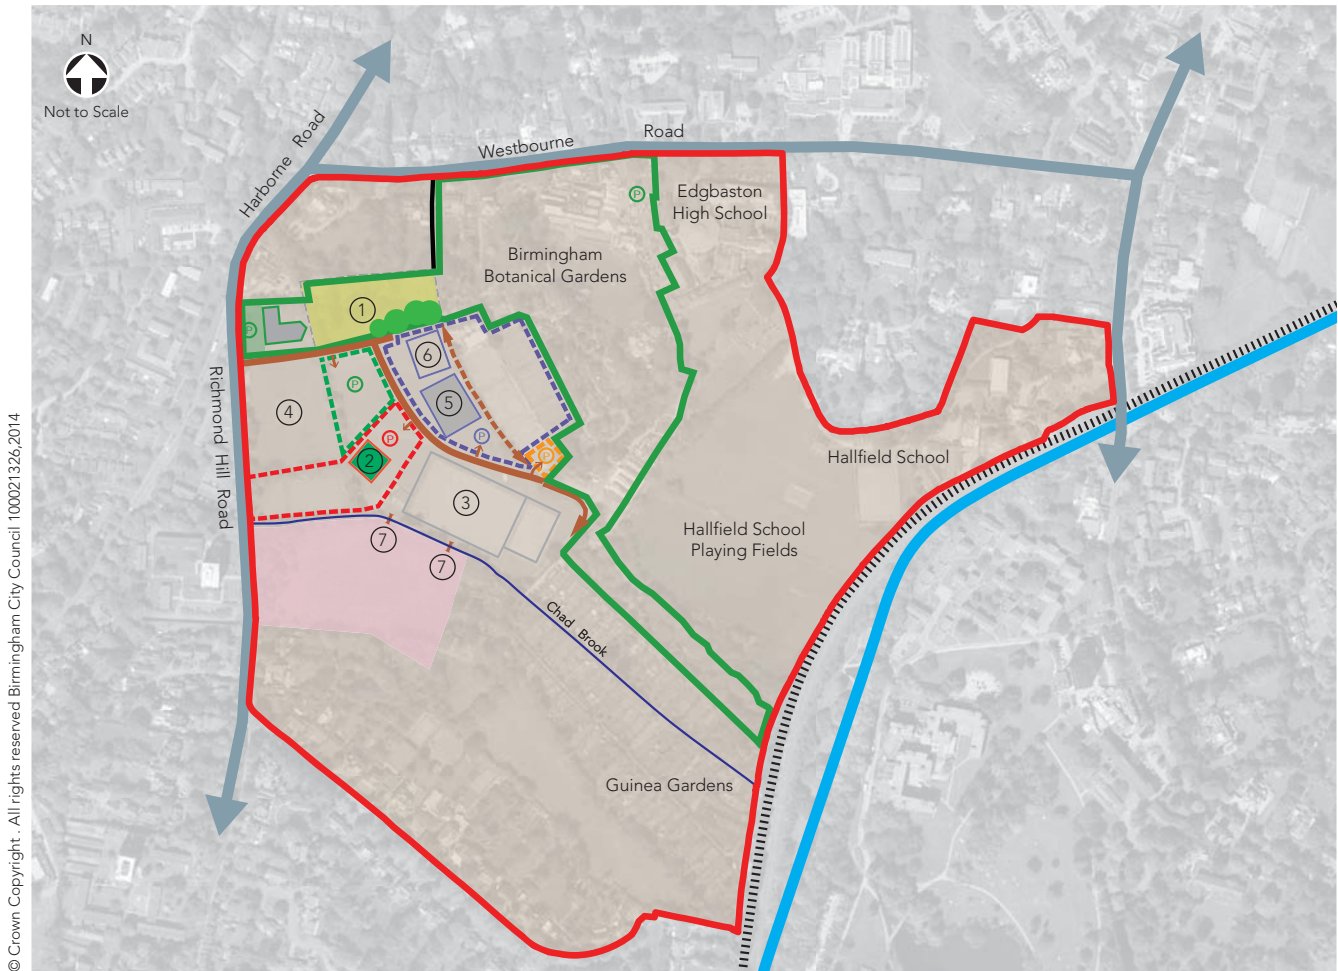 N
Not to Scale
Harborne Road
Westbourne Road
Edgbaston
High School
Birmingham
Botanical Gardens
P
P
1
6
P
4
5
P
P
P
2
3
Richmond Hill Road
7
7
Hallfield School
Hallfield School
Playing Fields
Chad Brook
Guinea Gardens
© Crown Copyright . All rights reserved Birmingham City Council 100021326,2014